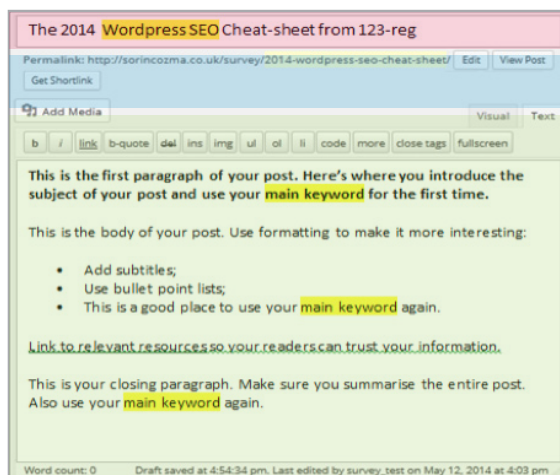 The 2014 Wordpress SEO Cheat-sheet from 123-reg
Permalink: http://sorincozma.co.uk/survey/2014-wordpress-seo-cheat-sheet/ Edit View Post
Get Shortlink
Add Media
Visual Text
b i link b-quote del ins img ul ol li code more close tags fullscreen
This is the first paragraph of your post. Here's where you introduce the
subject of your post and use your main keyword for the first time.
This is the body of your post. Use formatting to make it more interesting:
• Add subtitles;
• Use bullet point lists;
• This is a good place to use your main keyword again.
Link to relevant resources so your readers can trust your information.
This is your closing paragraph. Make sure you summarise the entire post.
Also use your main keyword again.
Word count: 0 Draft saved at 4:54:34 pm. Last edited by survey_test on May 12, 2014 at 4:03 pm